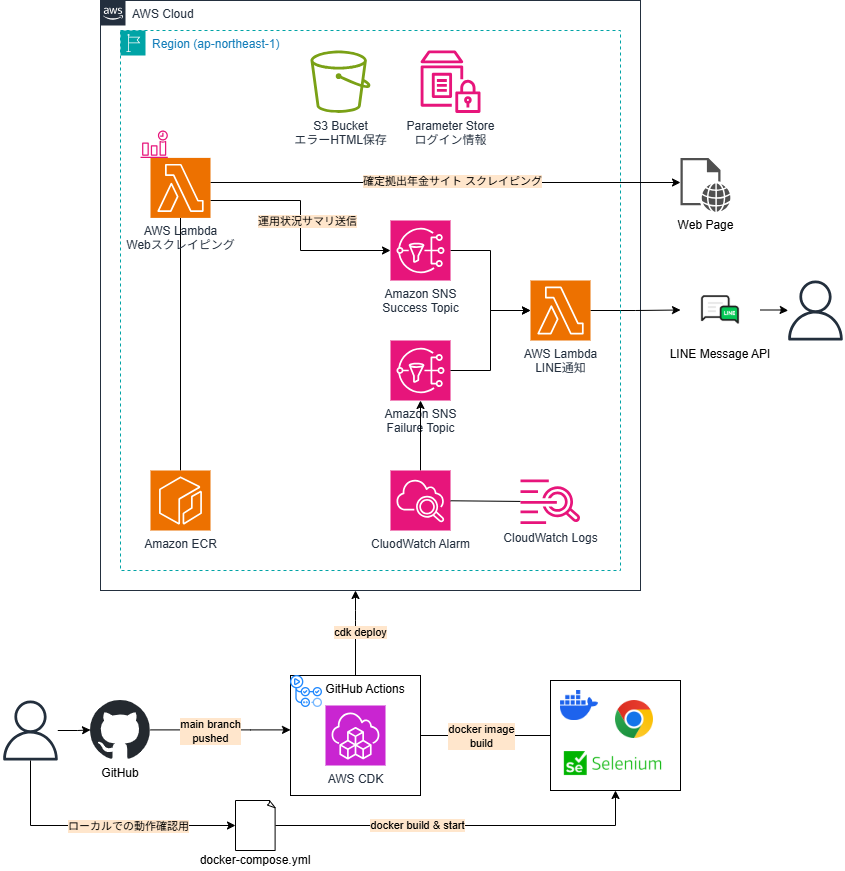 aws
AWS Cloud
Region (ap-northeast-1)
S3 Bucket
エラーHTML保存
Parameter Store
ログイン情報
確定拠出年金サイト スクレイピング
Web Page
AWS Lambda
Webスクレイピング
運用状況サマリ送信
Amazon SNS
Success Topic
AWS Lambda
LINE通知
LINE
LINE Message API
Amazon SNS
Failure Topic
Amazon ECR
CluodWatch Alarm
CloudWatch Logs
cdk deploy
GitHub Actions
GitHub
main branch
pushed
AWS CDK
docker image
build
Se Selenium
ローカルでの動作確認用
docker build & start
docker-compose.yml